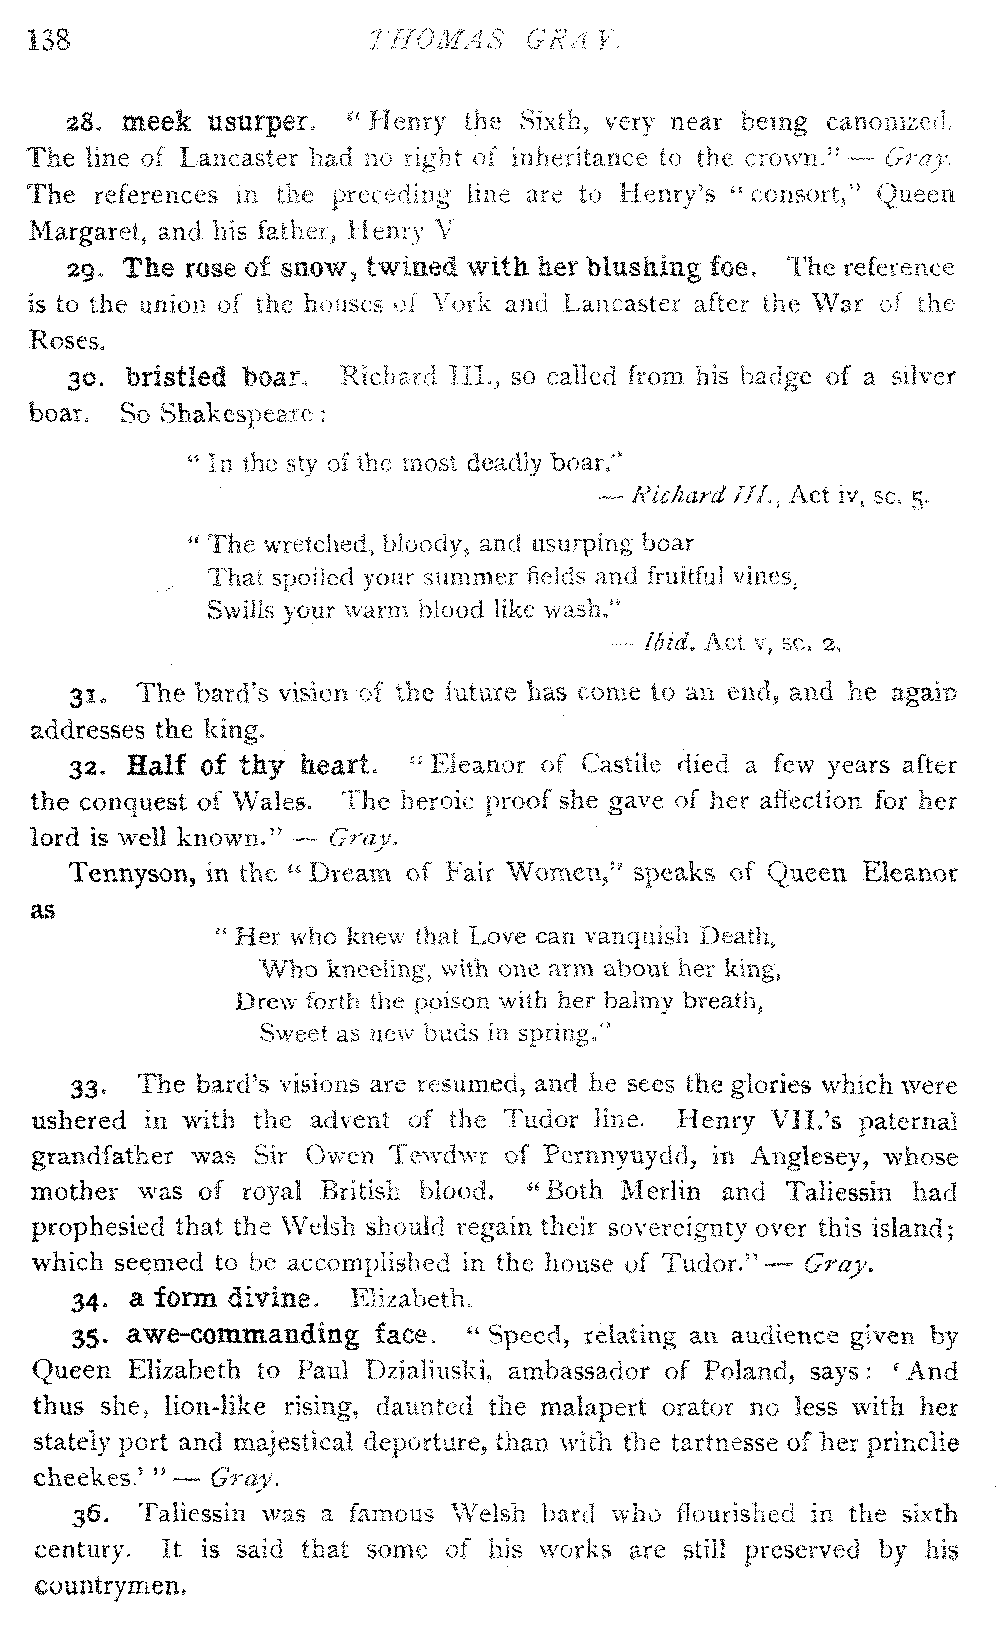 138 THOMAS GRAY.
28. meek usurper. "Henry the Sixth, very near being canonized.
The line of Lancaster had no right of inheritance to the crown." — Gray.
The references in the preceding line are to Henry's "consort," Queen
Margaret, and his father, Henry V
29. The rose of snow, twined with her blushing foe. The reference
is to the union of the houses of York and Lancaster after the War of the
Roses.
30. bristled boar. Richard III., so called from his badge of a silver
boar. So Shakespeare:
"In the sty of the most deadly boar."
— Richard III., Act iv, sc. 5.
"The wretched, bloody, and usurping boar
That spoiled your summer fields and fruitful vines,
Swills your warm blood like wash."
— Ibid. Act v, sc. 2.
31. The bard's vision of the future has come to an end, and he again
addresses the king.
32. Half of thy heart. "Eleanor of Castile died a few years after
the conquest of Wales. The heroic proof she gave of her affection for her
lord is well known." — Gray.
Tennyson, in the "Dream of Fair Women," speaks of Queen Eleanor
as
"Her who knew that Love can vanquish Death,
Who kneeling, with one arm about her king,
Drew forth the poison with her balmy breath,
Sweet as new buds in spring."
33. The bard's visions are resumed, and he sees the glories which were
ushered in with the advent of the Tudor line. Henry VII.'s paternal
grandfather was Sir Owen Tewdwr of Pernnyuydd, in Anglesey, whose
mother was of royal British blood. "Both Merlin and Taliessin had
prophesied that the Welsh should regain their sovereignty over this island;
which seemed to be accomplished in the house of Tudor." — Gray.
34. a form divine. Elizabeth.
35. awe-commanding face. "Speed, relating an audience given by
Queen Elizabeth to Paul Dzialiuski, ambassador of Poland, says: 'And
thus she, lion-like rising, daunted the malapert orator no less with her
stately port and majestical deporture, than with the tartnesse of her princlie
cheekes.'" — Gray.
36. Taliessin was a famous Welsh bard who flourished in the sixth
century. It is said that some of his works are still preserved by his
countrymen.